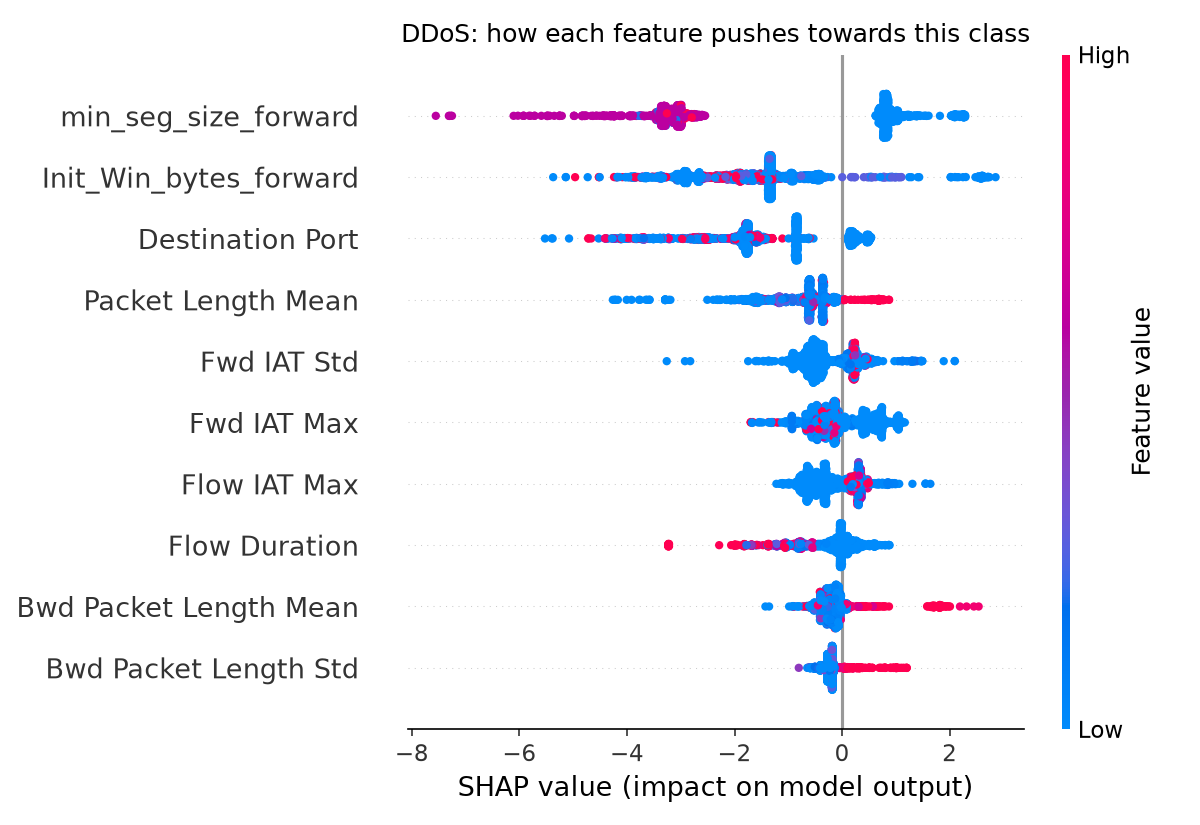 DDoS: how each feature pushes towards this class
High
min_seg_size_forward
Init_Win_bytes_forward
Destination Port
Packet Length Mean
Fwd IAT Std
Fwd IAT Max
Flow IAT Max
Flow Duration
Bwd Packet Length Mean
Bwd Packet Length Std
Feature value
Low
−8 −6 −4 −2 0 2
SHAP value (impact on model output)